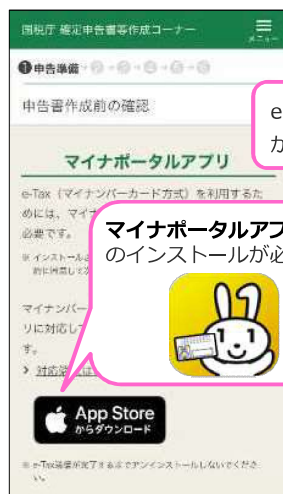 国税庁 確定申告書等作成コーナー
メニュー
❶申告準備
申告書作成前の確認
e
か
マイナポータルアプリ
e-Tax（マイナンバーカード方式）を利用するた
めには、マイナ
必要です。
マイナポータルアプ
のインストールが必
マイナンバー
リに対応して
す。
> 対応
App Store
からダウンロード
※ e-Tax送信が完了するまでアンインストールしないでくださ
い。